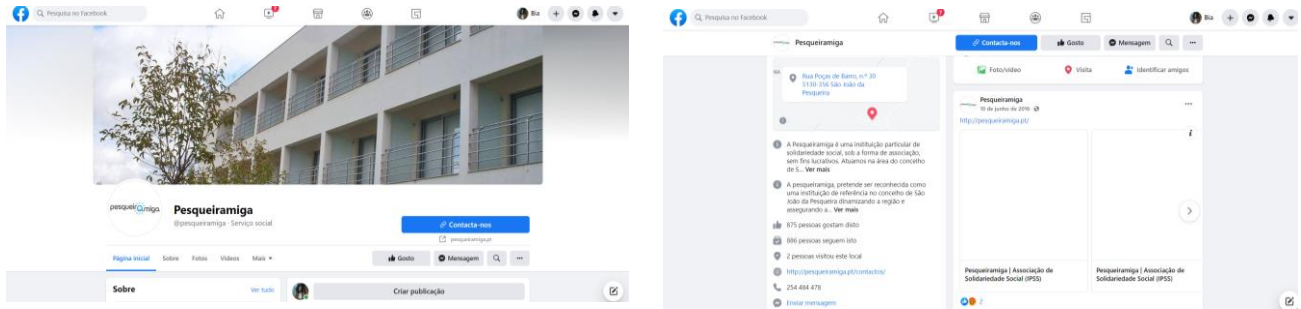 Pesquisa no Facebook
7
Bia
pesqueiramiga
Pesqueiramiga
@pesqueiramiga · Serviço social
Contacta-nos
pesqueiramiga.pt
Página inicial Sobre Fotos Vídeos Mais
Gosto Mensagem
Sobre Ver tudo
Criar publicação
Pesquisa no Facebook
7
Bia
Pesqueiramiga
Contacta-nos Gosto Mensagem
Rua Poças de Barro, n.º 30
5130-356 São João da
Pesqueira
A Pesqueiramiga é uma instituição particular de
solidariedade social, sob a forma de associação,
sem fins lucrativos. Atuamos na área do concelho
de S... Ver mais
A pesqueiramiga, pretende ser reconhecida como
uma instituição de referência no concelho de São
João da Pesqueira dinamizando a região e
assegurando a... Ver mais
875 pessoas gostam disto
886 pessoas seguem isto
2 pessoas visitou este local
http://pesqueiramiga.pt/contactos/
254 484 478
Enviar mensagem
Foto/vídeo Visita Identificar amigos
Pesqueiramiga
de junho de 2016
http://pesqueiramiga.pt/
Pesqueiramiga | Associação de
Solidariedade Social (IPSS)
Pesqueiramiga | Associação de
Solidariedade Social (IPSS)
2